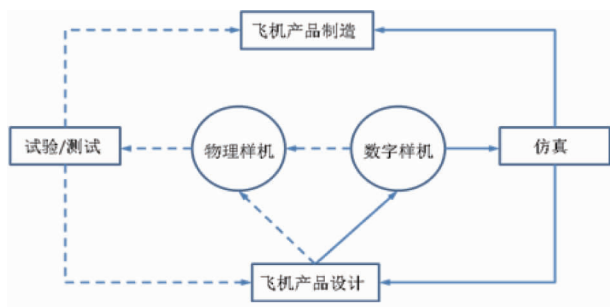 飞机产品制造
试验/测试
物理样机
数字样机
仿真
飞机产品设计